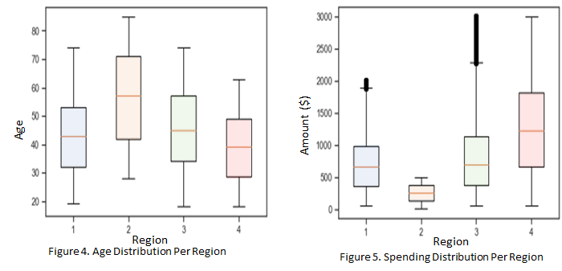 80
70
60
50
40
30
20
Age
1 2 3 4
Region
Figure 4. Age Distribution Per Region
3000
2500
2000
1500
1000
500
0
Amount ($)
1 2 3 4
Region
Figure 5. Spending Distribution Per Region